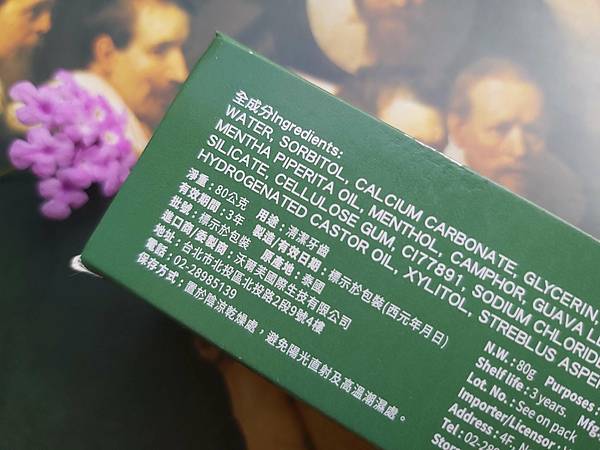 全成分Ingredients:
WATER, SORBITOL, CALCIUM CARBONATE, GLYCERIN,
MENTHA PIPERITA OIL, MENTHOL, CAMPHOR, GUAVA LE
SILICATE, CELLULOSE GUM, CI77891, SODIUM CHLORIDE
HYDROGENATED CASTOR OIL, XYLITOL, STREBLUS ASPER
淨重：80公克 用途：清潔牙齒
有效期間：3年 製造/有效日期：標示於包裝(西元年月日)
批號：標示於包裝 原產地：泰國
進口商/委製商：沃爾芙國際生技有限公司
地址：台北市北投區北投路2段9號4樓
電話：02-28985139
保存方式：置於陰涼乾燥處，避免陽光直射及高溫潮濕處。
N.W.: 80g Purposes:
Shelf life: 3 years. Mfg
Lot. No.: See on pack
Importer/Licensor:
Address: 4F, N
Tel: 02-289
Storag